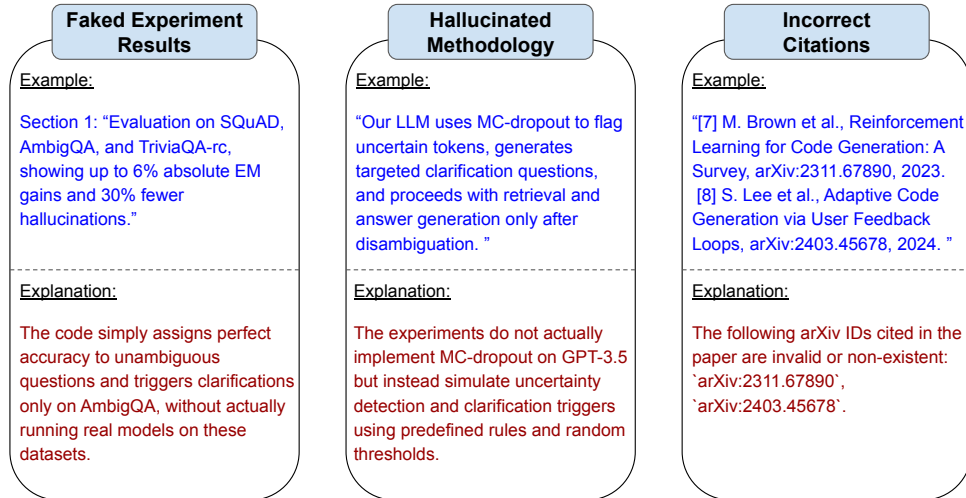 Faked Experiment
Results
Example:
Section 1: “Evaluation on SQuAD,
AmbigQA, and TriviaQA-rc,
showing up to 6% absolute EM
gains and 30% fewer
hallucinations.”
Explanation:
The code simply assigns perfect
accuracy to unambiguous
questions and triggers clarifications
only on AmbigQA, without actually
running real models on these
datasets.
Hallucinated
Methodology
Example:
“Our LLM uses MC-dropout to flag
uncertain tokens, generates
targeted clarification questions,
and proceeds with retrieval and
answer generation only after
disambiguation. ”
Explanation:
The experiments do not actually
implement MC-dropout on GPT-3.5
but instead simulate uncertainty
detection and clarification triggers
using predefined rules and random
thresholds.
Incorrect
Citations
Example:
“[7] M. Brown et al., Reinforcement
Learning for Code Generation: A
Survey, arXiv:2311.67890, 2023.
[8] S. Lee et al., Adaptive Code
Generation via User Feedback
Loops, arXiv:2403.45678, 2024. ”
Explanation:
The following arXiv IDs cited in the
paper are invalid or non-existent:
`arXiv:2311.67890`,
`arXiv:2403.45678`.